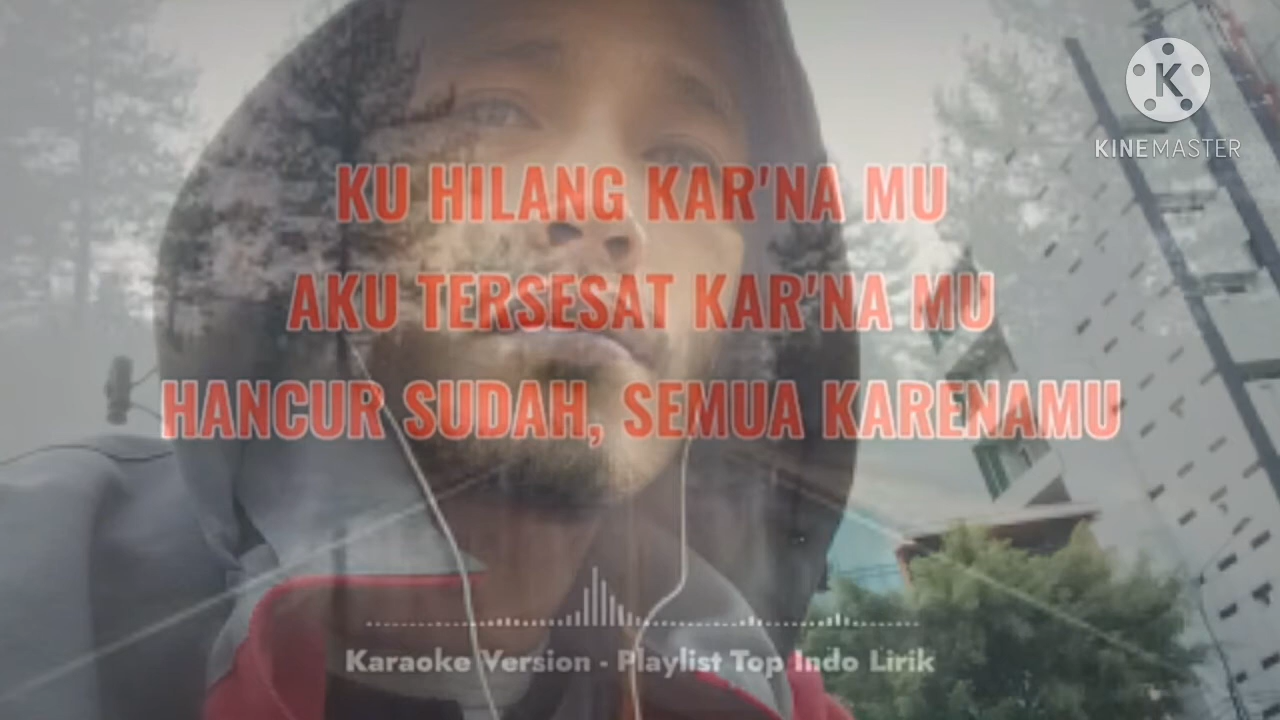 K
KINEMASTER
KU HILANG KAR'NA MU
AKU TERSESAT KAR'NA MU
HANCUR SUDAH, SEMUA KARENAMU
Karaoke Version - Playlist Top Indo Lirik